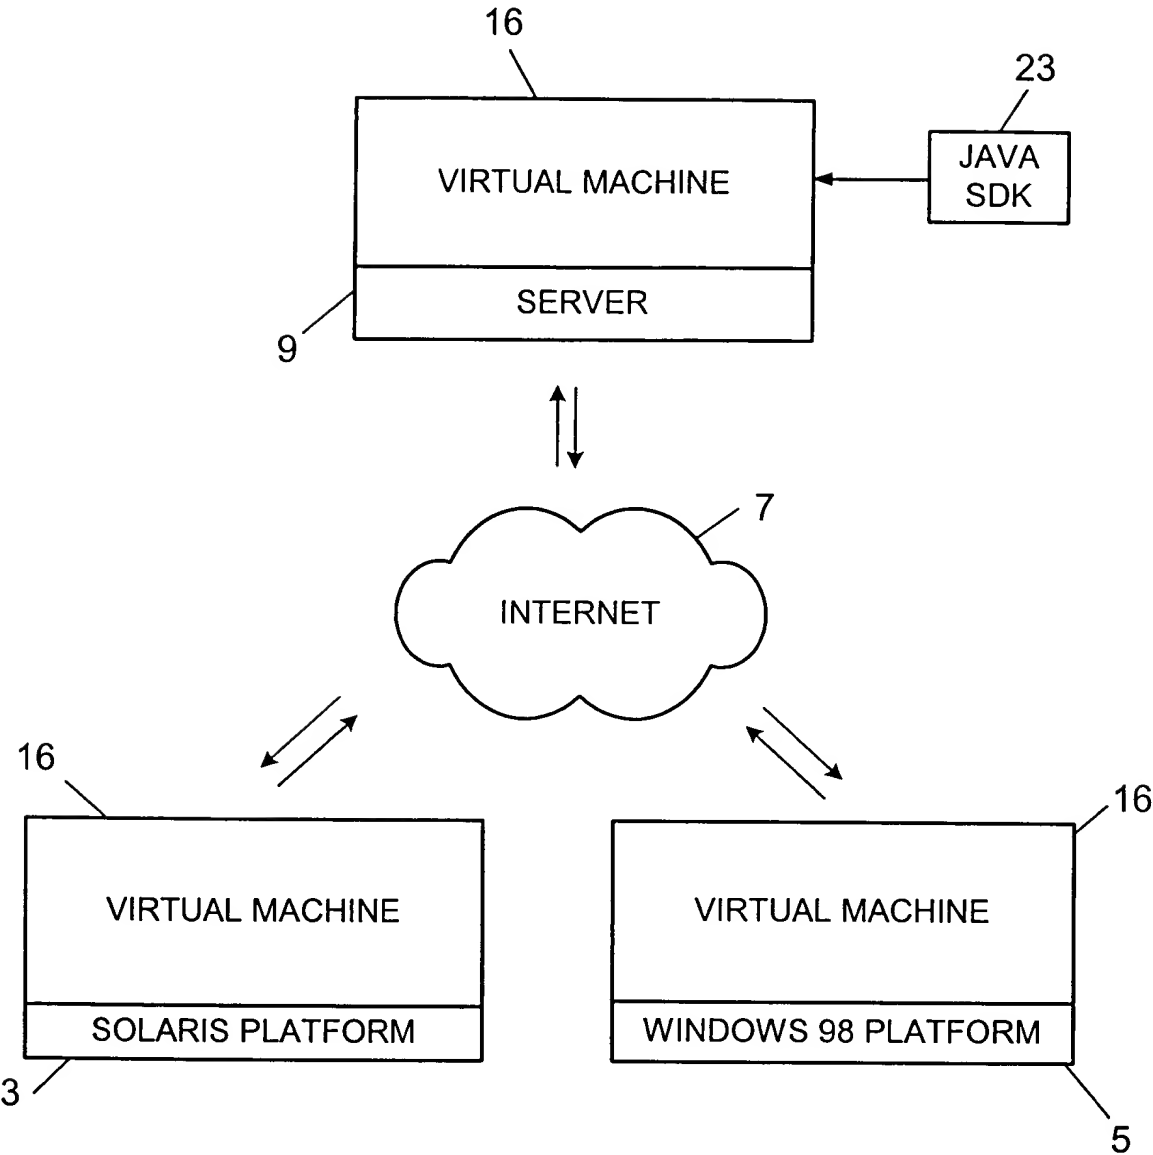 16
23
JAVA
SDK
VIRTUAL MACHINE
SERVER
9
7
INTERNET
16
16
VIRTUAL MACHINE
VIRTUAL MACHINE
SOLARIS PLATFORM
WINDOWS 98 PLATFORM
3
5